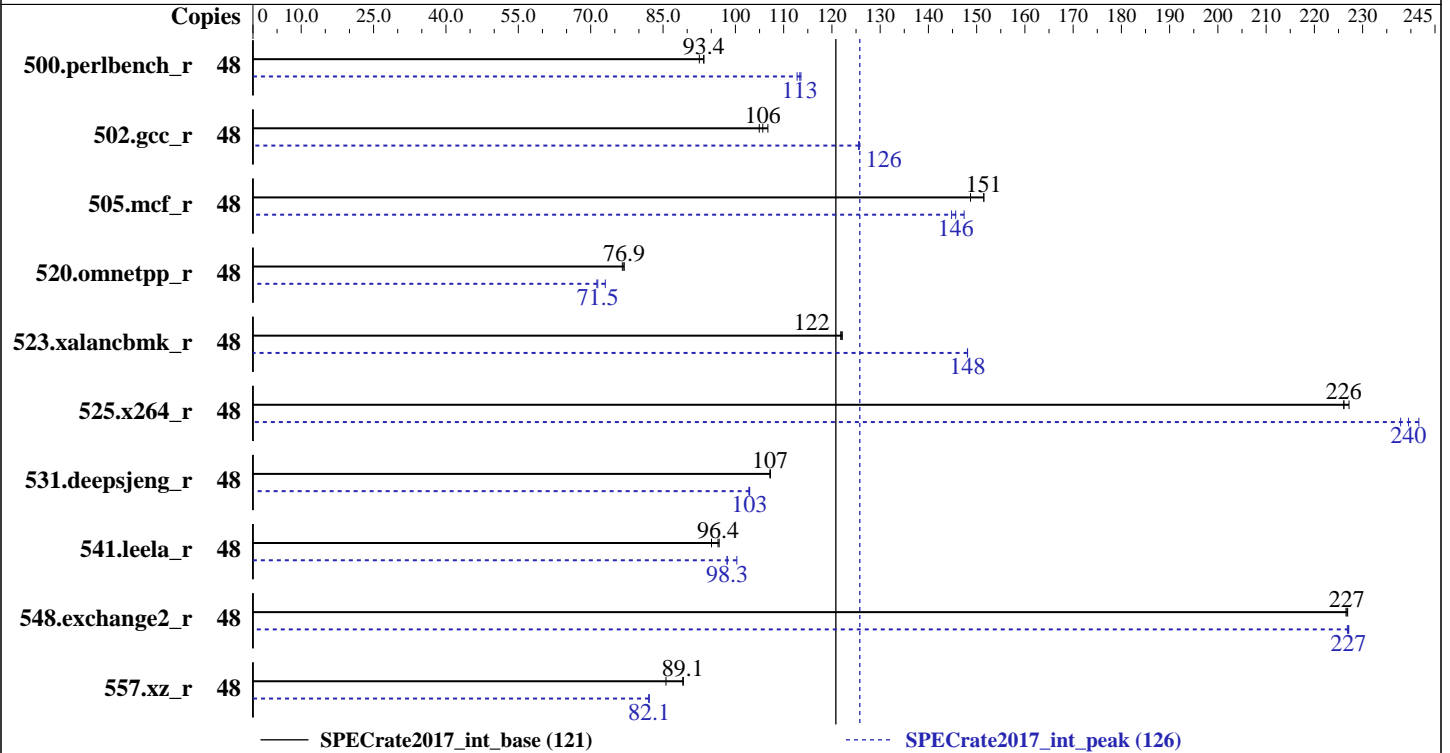 Copies 0 10.0 25.0 40.0 55.0 70.0 85.0 100 120 130 140 150 160 170 180 190 200 210 220 230 245
93.4
500.perlbench_r 48
113
106
502.gcc_r 48
126
151
505.mcf_r 48
146
76.9
520.omnetpp_r 48
71.5
122
523.xalancbmk_r 48
148
226
525.x264_r 48
240
107
531.deepsjeng_r 48
103
96.4
541.leela_r 48
98.3
227
548.exchange2_r 48
227
89.1
557.xz_r 48
82.1
SPECrate2017_int_base (121) SPECrate2017_int_peak (126)